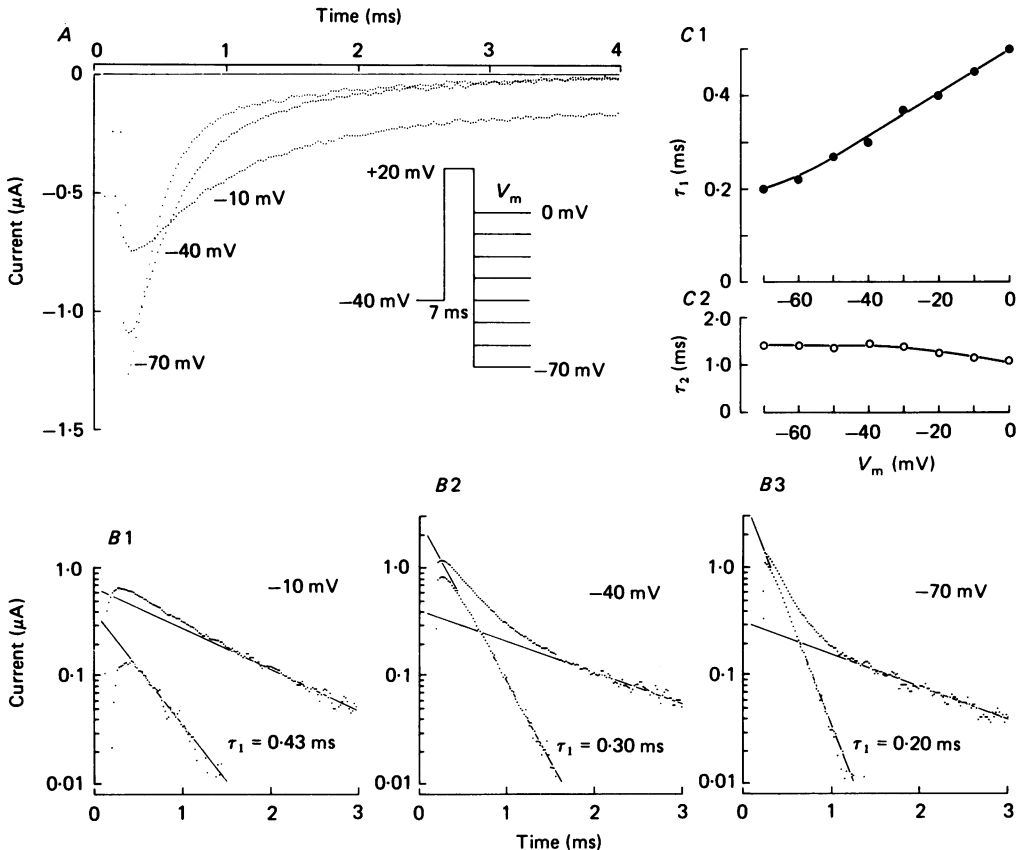 Time (ms)
A
0 1 2 3 4
0
−0·5
−1·0
−1·5
Current (μA)
−10 mV
−40 mV
−70 mV
+20 mV
Vm
0 mV
−40 mV
7 ms
−70 mV
C1
0·4
0·2
0
τ1 (ms)
−60 −40 −20 0
C2
2.0
1.0
0
τ2 (ms)
−60 −40 −20 0
Vm (mV)
B1
1.0
0·1
0·01
Current (μA)
−10 mV
τ1 = 0·43 ms
0 1 2 3
B2
1.0
0.1
0.01
−40 mV
τ1 = 0·30 ms
0 1 2 3
Time (ms)
B3
1.0
0.1
0·01
−70 mV
τ1 = 0·20 ms
0 1 2 3